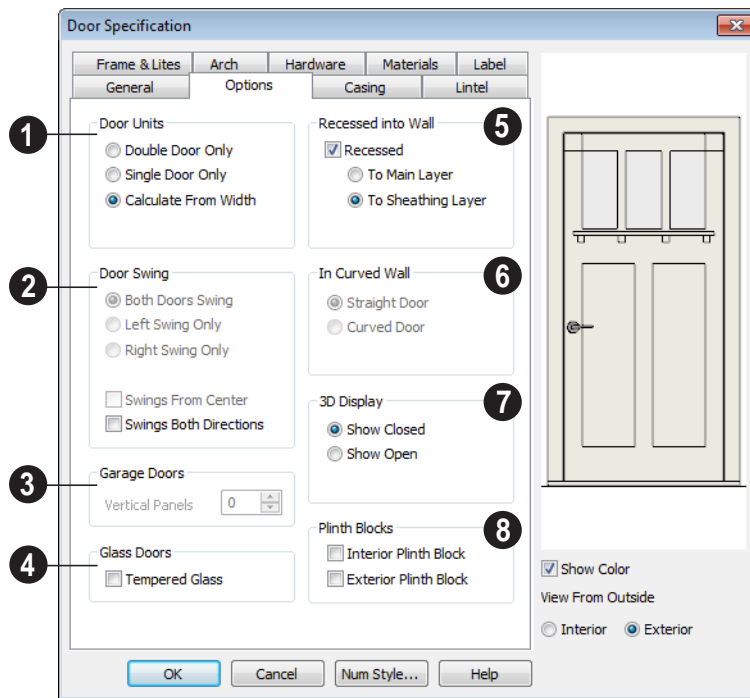 Door Specification
Frame & Lites Arch Hardware Materials Label
General Options Casing Lintel
1
Door Units
Double Door Only
Single Door Only
Calculate From Width
5
Recessed into Wall
Recessed
To Main Layer
To Sheathing Layer
2
Door Swing
Both Doors Swing
Left Swing Only
Right Swing Only
Swings From Center
Swings Both Directions
6
In Curved Wall
Straight Door
Curved Door
7
3D Display
Show Closed
Show Open
3
Garage Doors
Vertical Panels 0
8
Plinth Blocks
Interior Plinth Block
Exterior Plinth Block
4
Glass Doors
Tempered Glass
Show Color
View From Outside
Interior Exterior
OK Cancel Num Style... Help